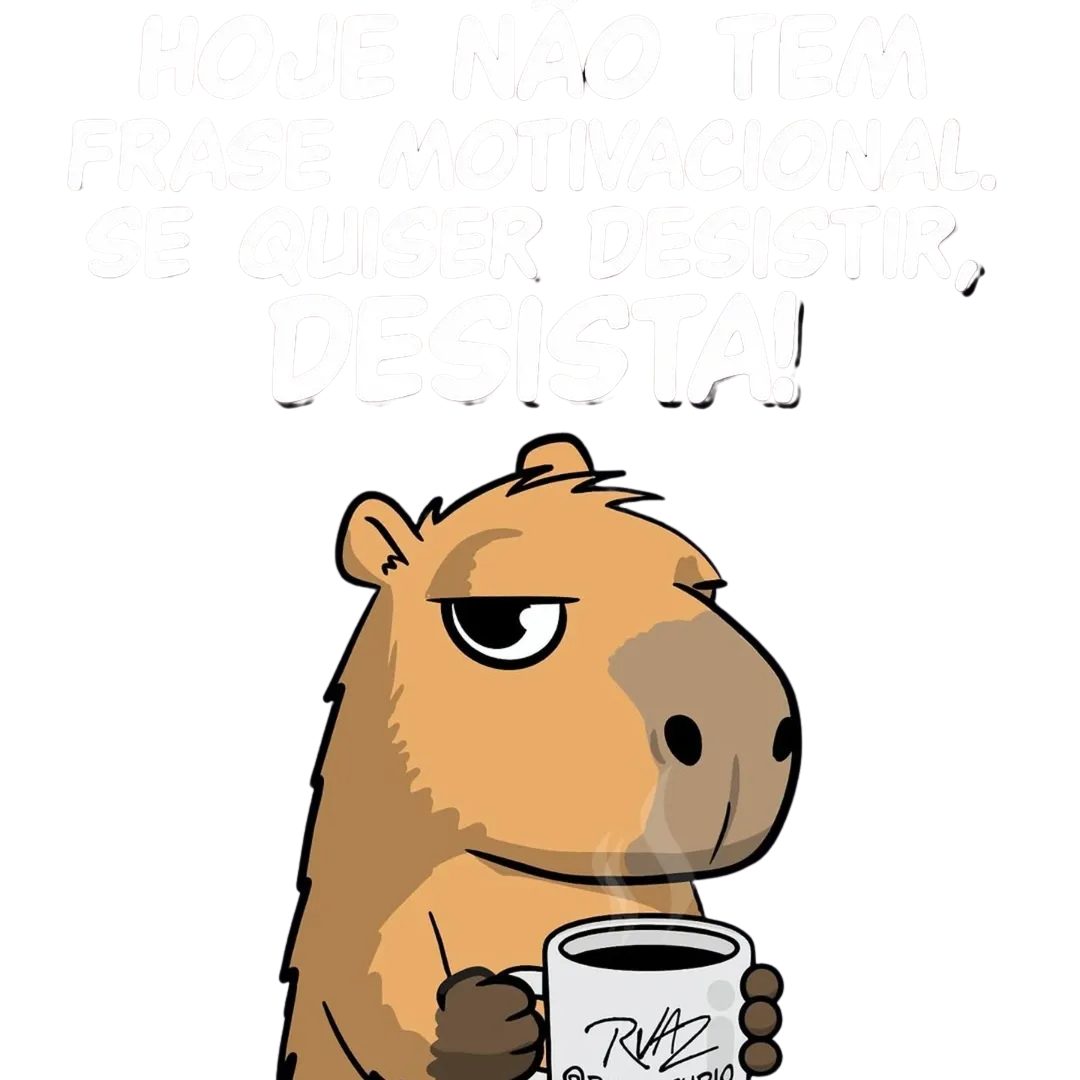 HOJE NÃO TEM
FRASE MOTIVACIONAL.
SE QUISER DESISTIR,
DESISTA!
RVAZ